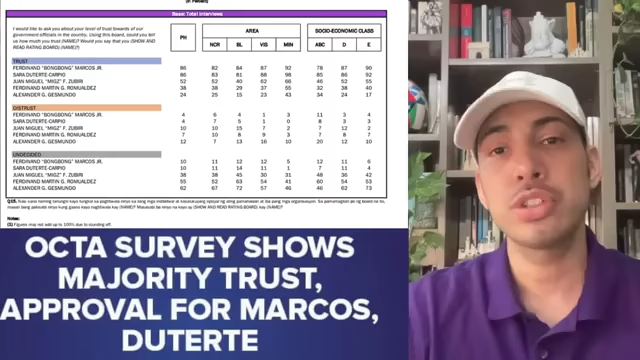 (In Percent)
Base: Total Interviews
I would like to ask you about your level of trust towards of our
government officials in the country. Using this board, could you tell
us how much you trust (NAME)? Would you say that you (SHOW AND
READ RATING BOARD) (NAME)?
PH
AREA
SOCIO-ECONOMIC CLASS
NCR BL VIS MIN ABC D E
TRUST
FERDINAND "BONGBONG" MARCOS JR. 86 82 84 87 92 78 87 90
SARA DUTERTE-CARPIO 86 83 81 88 98 85 86 92
JUAN MIGUEL "MIGZ" F. ZUBIRI 52 52 40 62 66 46 52 55
FERDINAND MARTIN G. ROMUALDEZ 38 38 29 37 55 32 38 40
ALEXANDER G. GESMUNDO 24 25 15 23 43 34 24 17
DISTRUST
FERDINAND "BONGBONG" MARCOS JR. 4 6 4 1 3 11 3 4
SARA DUTERTE-CARPIO 4 7 5 1 0 8 3 3
JUAN MIGUEL "MIGZ" F. ZUBIRI 10 10 15 7 2 7 12 2
FERDINAND MARTIN G. ROMUALDEZ 7 10 8 9 3 7 8 7
ALEXANDER G. GESMUNDO 12 7 13 16 10 20 12 10
UNDECIDED
FERDINAND "BONGBONG" MARCOS JR. 10 11 12 12 5 12 11 6
SARA DUTERTE-CARPIO 10 11 14 11 1 7 11 4
JUAN MIGUEL "MIGZ" F. ZUBIRI 38 38 45 30 31 48 36 42
FERDINAND MARTIN G. ROMUALDEZ 55 52 63 54 41 60 54 53
ALEXANDER G. GESMUNDO 62 67 72 57 46 46 62 73
Notes:
(1) Figures may not add up to 100% due to rounding off.
OCTA SURVEY SHOWS
MAJORITY TRUST,
APPROVAL FOR MARCOS,
DUTERTE